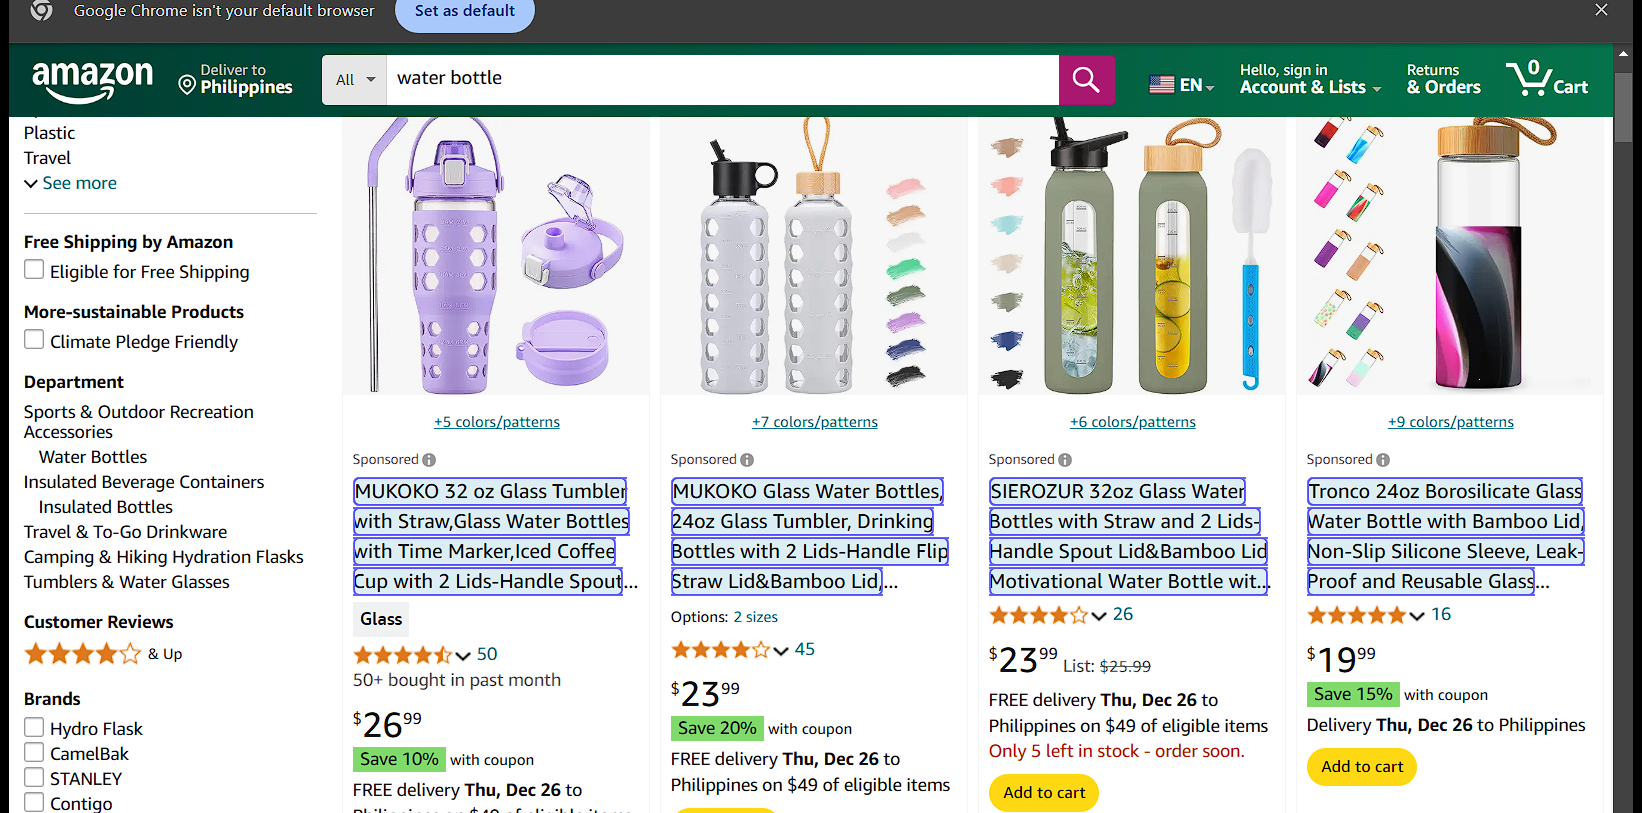 Google Chrome isn't your default browser
Set as default
amazon
Deliver to
Philippines
All
water bottle
EN
Hello, sign in
Account & Lists
Returns
& Orders
0
Cart
Plastic
Travel
See more
Free Shipping by Amazon
Eligible for Free Shipping
More-sustainable Products
Climate Pledge Friendly
Department
Sports & Outdoor Recreation
Accessories
Water Bottles
Insulated Beverage Containers
Insulated Bottles
Travel & To-Go Drinkware
Camping & Hiking Hydration Flasks
Tumblers & Water Glasses
Customer Reviews
& Up
Brands
Hydro Flask
CamelBak
STANLEY
Contigo
+5 colors/patterns
Sponsored
MUKOKO 32 oz Glass Tumbler
with Straw,Glass Water Bottles
with Time Marker,Iced Coffee
Cup with 2 Lids-Handle Spout...
Glass
50
50+ bought in past month
$26.99
Save 10% with coupon
FREE delivery Thu, Dec 26 to
+7 colors/patterns
Sponsored
MUKOKO Glass Water Bottles,
24oz Glass Tumbler, Drinking
Bottles with 2 Lids-Handle Flip
Straw Lid&Bamboo Lid,...
Options: 2 sizes
45
$23.99
Save 20% with coupon
FREE delivery Thu, Dec 26 to
Philippines on $49 of eligible items
+6 colors/patterns
Sponsored
SIEROZUR 32oz Glass Water
Bottles with Straw and 2 Lids-
Handle Spout Lid&Bamboo Lid
Motivational Water Bottle wit...
26
$23.99 List: $25.99
FREE delivery Thu, Dec 26 to
Philippines on $49 of eligible items
Only 5 left in stock - order soon.
Add to cart
+9 colors/patterns
Sponsored
Tronco 24oz Borosilicate Glass
Water Bottle with Bamboo Lid,
Non-Slip Silicone Sleeve, Leak-
Proof and Reusable Glass...
16
$19.99
Save 15% with coupon
Delivery Thu, Dec 26 to Philippines
Add to cart